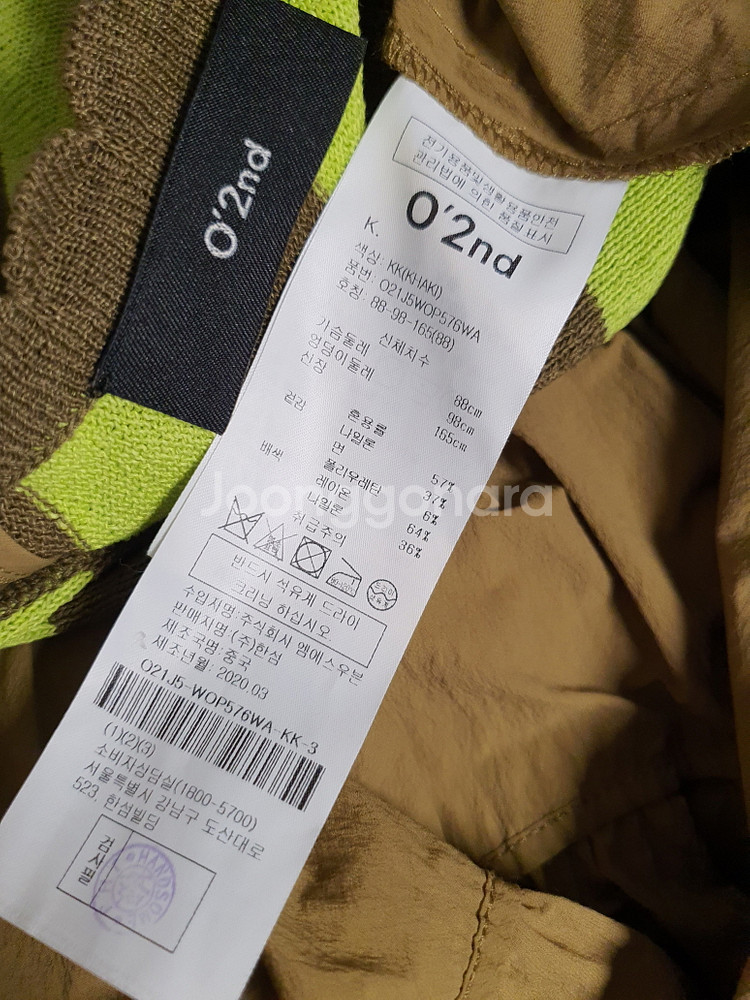 O'2nd
전기용품및생활용품안전
관리법에 의한 품질표시
O'2nd
K.
색상: KK(KHAKI)
품번: O21J5WOP576WA
호칭: 88-98-165(88)
신체치수
가슴둘레 88cm
엉덩이둘레 98cm
신장 165cm
혼용률
겉감 나일론 57%
면 37%
폴리우레탄 6%
배색 레이온 64%
나일론 36%
취급주의
반드시 석유계 드라이
크리닝 하십시오
수입자명:주식회사 엠에스우븐
판매자명:(주)한섬
제조국명:중국
제조년월: 2020.03
O21J5-WOP576WA-KK-3
(1)(2)(3)
소비자상담실(1800-5700)
서울특별시 강남구 도산대로
523, 한섬빌딩
검사필
Joonggonara